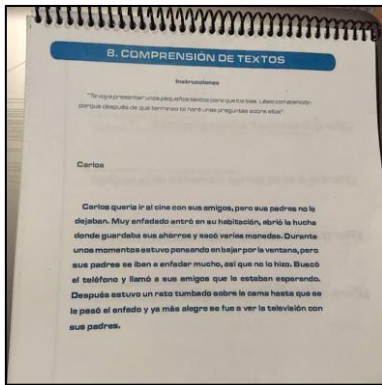 8. COMPRENSIÓN DE TEXTOS
Instrucciones
"Te voy a presentar unos pequeños textos para que los leas. Léelo con atención
porque después de que termines te haré unas preguntas sobre ellos"
Carlos
Carlos quería ir al cine con sus amigos, pero sus padres no le
dejaban. Muy enfadado entró en su habitación, abrió la hucha
donde guardaba sus ahorros y sacó varias monedas. Durante
unos momentos estuvo pensando en bajar por la ventana, pero
sus padres se iban a enfadar mucho, así que no lo hizo. Buscó
el teléfono y llamó a sus amigos que le estaban esperando.
Después estuvo un rato tumbado sobre la cama hasta que se
le pasó el enfado y ya más alegre se fue a ver la televisión con
sus padres.